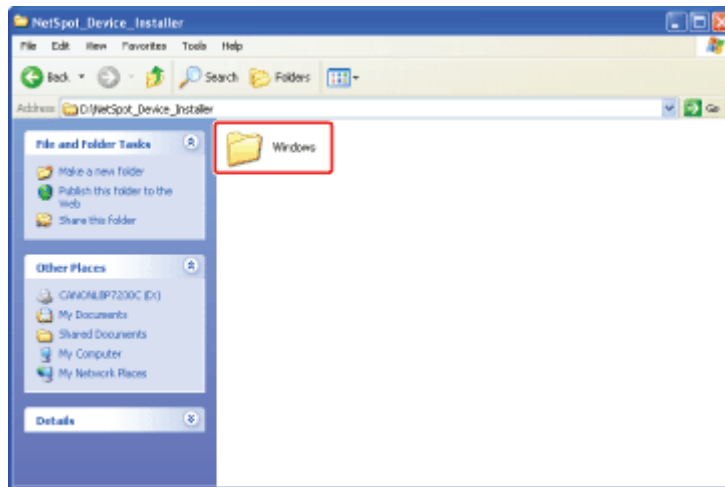 NetSpot_Device_Installer
File Edit View Favorites Tools Help
Back Search Folders
Address D:\NetSpot_Device_Installer Go
File and Folder Tasks
Make a new folder
Publish this folder to the
Web
Share this folder
Windows
Other Places
CANONLBP7200C (D:)
My Documents
Shared Documents
My Computer
My Network Places
Details